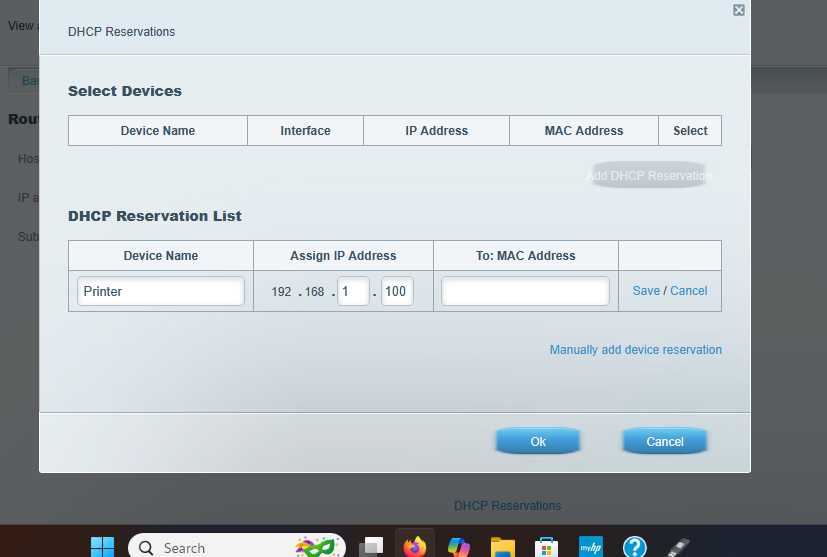 View
DHCP Reservations
Select Devices
Device Name Interface IP Address MAC Address Select
Add DHCP Reservation
DHCP Reservation List
Device Name Assign IP Address To: MAC Address
Printer 192 . 168 . 1 . 100 Save / Cancel
Manually add device reservation
Ok Cancel
Ba
Rou
Hos
IP a
Sub
DHCP Reservations
Search
myhp